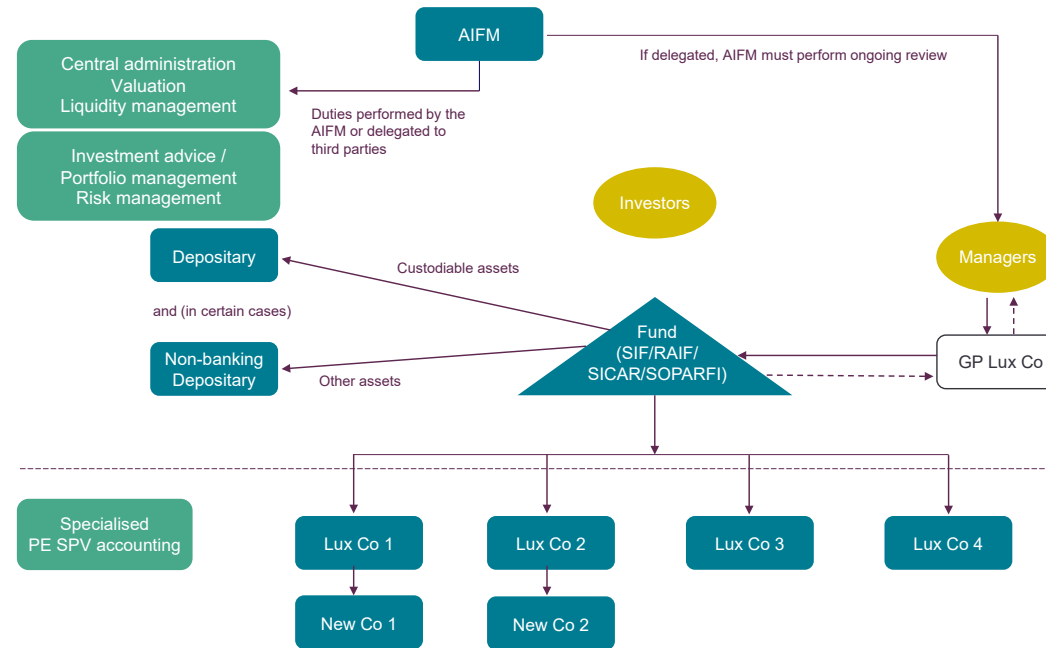 AIFM
If delegated, AIFM must perform ongoing review
Central administration
Valuation
Liquidity management
Duties performed by the
AIFM or delegated to
third parties
Investment advice /
Portfolio management
Risk management
Investors
Managers
Depositary
Custodiable assets
and (in certain cases)
Non-banking
Depositary
Other assets
Fund
(SIF/RAIF/
SICAR/SOPARFI)
GP Lux Co
Specialised
PE SPV accounting
Lux Co 1
Lux Co 2
Lux Co 3
Lux Co 4
New Co 1
New Co 2